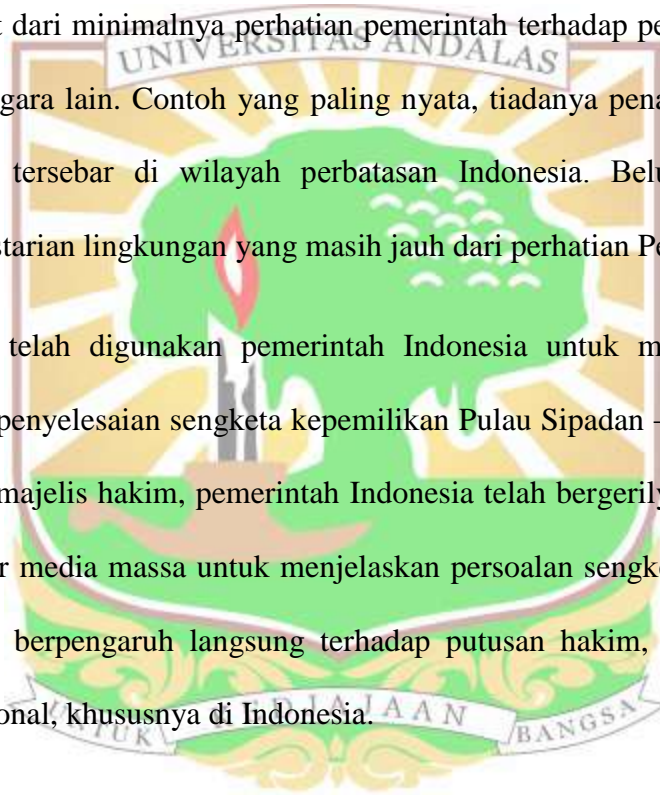 t dari minimalnya perhatian pemerintah terhadap pe
UNIVERSITAS ANDALAS
gara lain. Contoh yang paling nyata, tiadanya pena
tersebar di wilayah perbatasan Indonesia. Belu
starian lingkungan yang masih jauh dari perhatian Pe
telah digunakan pemerintah Indonesia untuk m
penyelesaian sengketa kepemilikan Pulau Sipadan –
majelis hakim, pemerintah Indonesia telah bergerily
r media massa untuk menjelaskan persoalan sengk
berpengaruh langsung terhadap putusan hakim,
onal, khususnya di Indonesia.
UNTUK KEDJAJAAN BANGSA